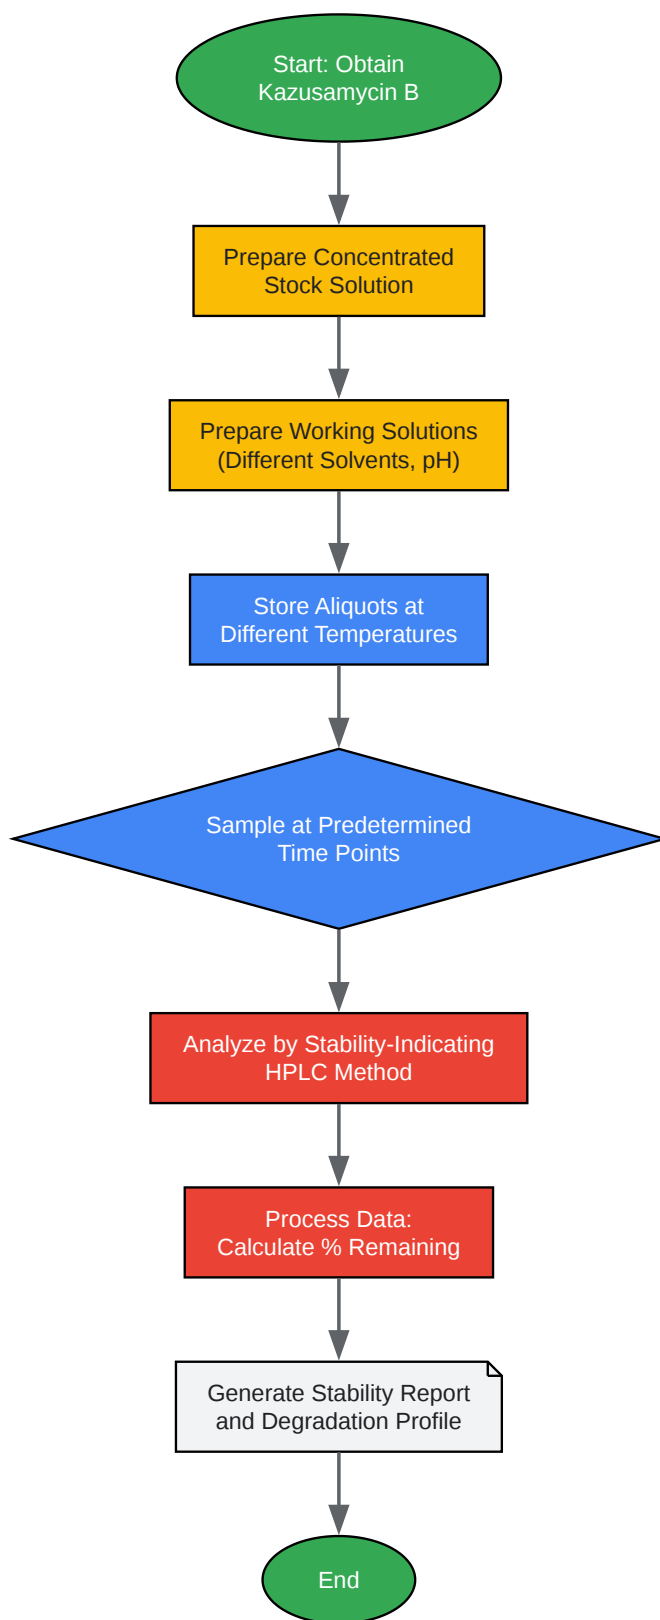 Start: Obtain
Kazusamycin B
Prepare Concentrated
Stock Solution
Prepare Working Solutions
(Different Solvents, pH)
Store Aliquots at
Different Temperatures
Sample at Predetermined
Time Points
Analyze by Stability-Indicating
HPLC Method
Process Data:
Calculate % Remaining
Generate Stability Report
and Degradation Profile
End